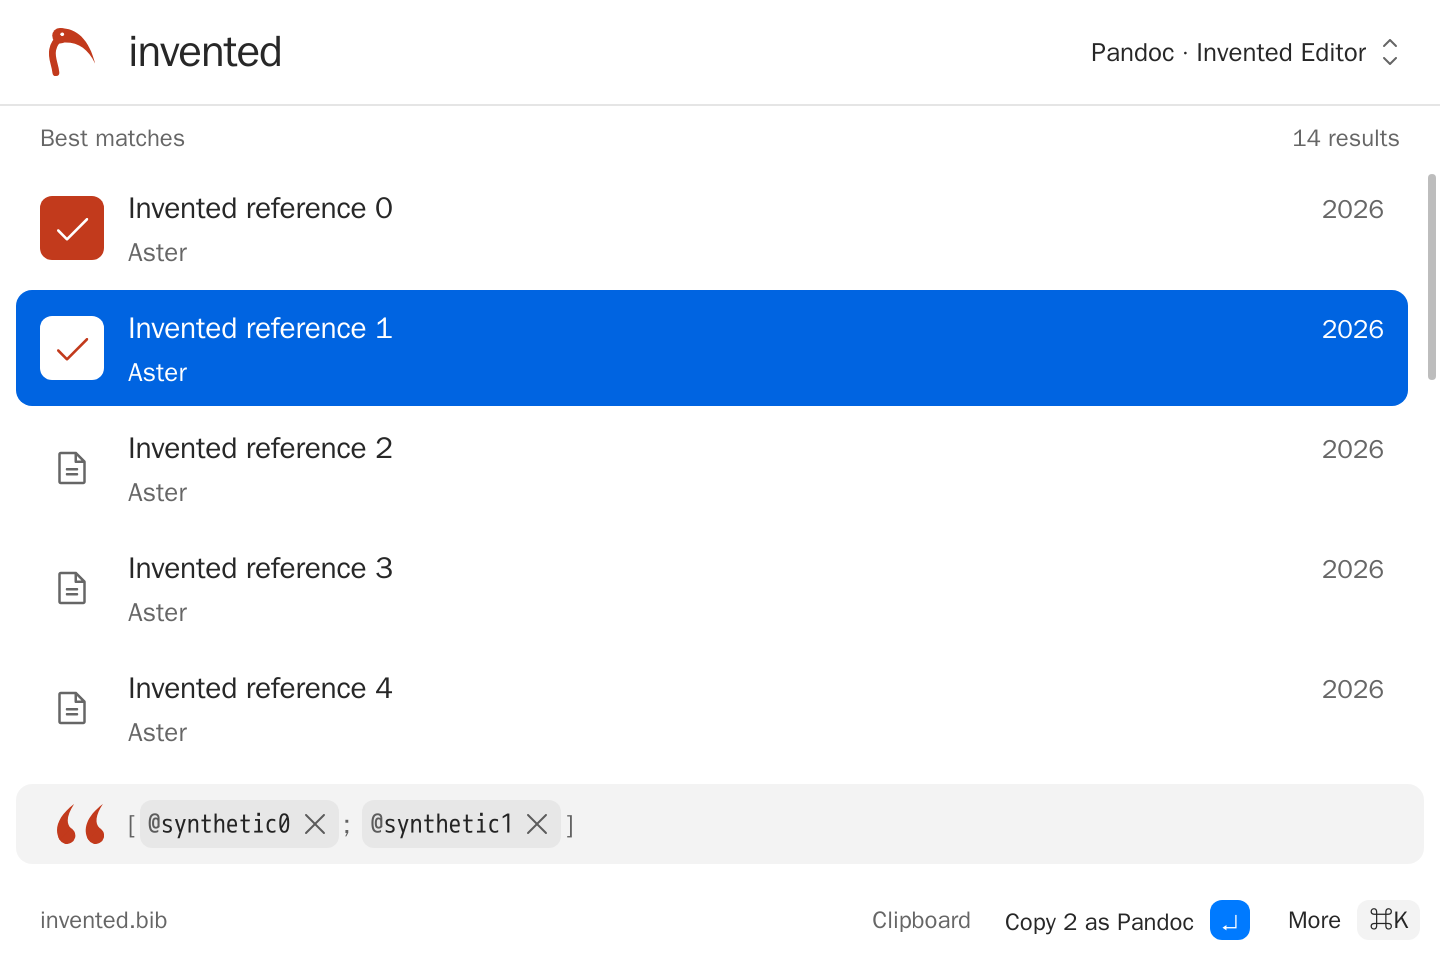 invented
Pandoc · Invented Editor
Best matches
14 results
Invented reference 0
2026
Aster
Invented reference 1
2026
Aster
Invented reference 2
2026
Aster
Invented reference 3
2026
Aster
Invented reference 4
2026
Aster
[ @synthetic0 ; @synthetic1 ]
invented.bib
Clipboard
Copy 2 as Pandoc
More ⌘K